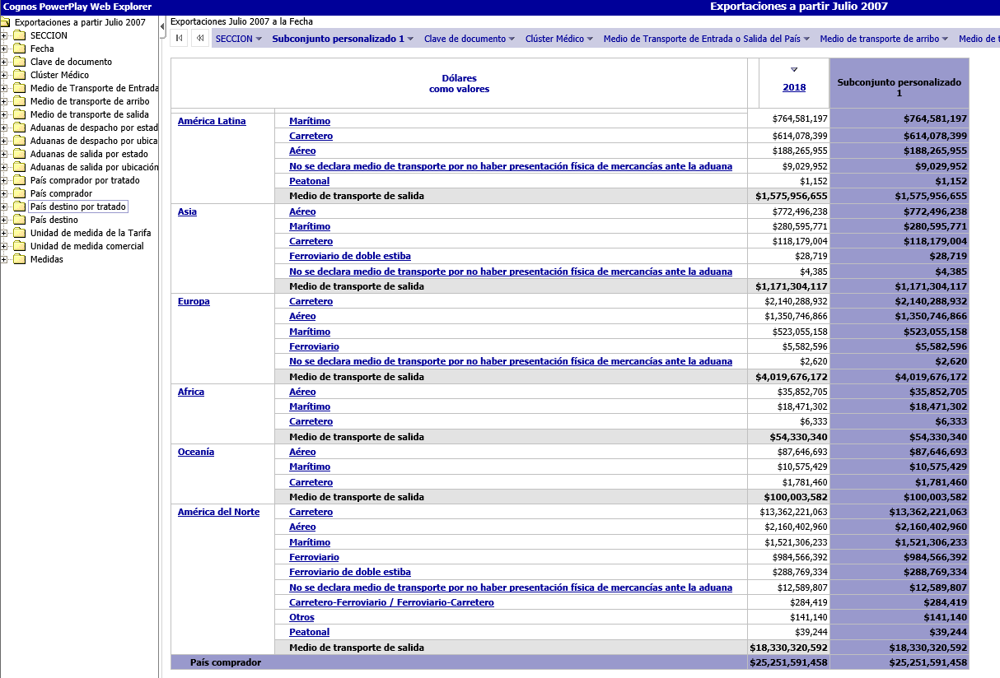 Cognos PowerPlay Web Explorer
Exportaciones a partir Julio 2007
Exportaciones a partir Julio 2007
SECCION
Fecha
Clave de documento
Clúster Médico
Medio de Transporte de Entrada
Medio de transporte de arribo
Medio de transporte de salida
Aduanas de despacho por estad
Aduanas de despacho por ubica
Aduanas de salida por estado
Aduanas de salida por ubicación
País comprador por tratado
País comprador
País destino por tratado
País destino
Unidad de medida de la Tarifa
Unidad de medida comercial
Medidas
Exportaciones Julio 2007 a la Fecha
SECCION Subconjunto personalizado 1 Clave de documento Clúster Médico Medio de Transporte de Entrada o Salida del País Medio de transporte de arribo Medio de t
Dólares
como valores
2018
Subconjunto personalizado
1
América Latina Marítimo $764,581,197 $764,581,197
Carretero $614,078,399 $614,078,399
Aéreo $188,265,955 $188,265,955
No se declara medio de transporte por no haber presentación física de mercancías ante la aduana $9,029,952 $9,029,952
Peatonal $1,152 $1,152
Medio de transporte de salida $1,575,956,655 $1,575,956,655
Asia Aéreo $772,496,238 $772,496,238
Marítimo $280,595,771 $280,595,771
Carretero $118,179,004 $118,179,004
Ferroviario de doble estiba $28,719 $28,719
No se declara medio de transporte por no haber presentación física de mercancías ante la aduana $4,385 $4,385
Medio de transporte de salida $1,171,304,117 $1,171,304,117
Europa Carretero $2,140,288,932 $2,140,288,932
Aéreo $1,350,746,866 $1,350,746,866
Marítimo $523,055,158 $523,055,158
Ferroviario $5,582,596 $5,582,596
No se declara medio de transporte por no haber presentación física de mercancías ante la aduana $2,620 $2,620
Medio de transporte de salida $4,019,676,172 $4,019,676,172
Africa Aéreo $35,852,705 $35,852,705
Marítimo $18,471,302 $18,471,302
Carretero $6,333 $6,333
Medio de transporte de salida $54,330,340 $54,330,340
Oceanía Aéreo $87,646,693 $87,646,693
Marítimo $10,575,429 $10,575,429
Carretero $1,781,460 $1,781,460
Medio de transporte de salida $100,003,582 $100,003,582
América del Norte Carretero $13,362,221,063 $13,362,221,063
Aéreo $2,160,402,960 $2,160,402,960
Marítimo $1,521,306,233 $1,521,306,233
Ferroviario $984,566,392 $984,566,392
Ferroviario de doble estiba $288,769,334 $288,769,334
No se declara medio de transporte por no haber presentación física de mercancías ante la aduana $12,589,807 $12,589,807
Carretero-Ferroviario / Ferroviario-Carretero $284,419 $284,419
Otros $141,140 $141,140
Peatonal $39,244 $39,244
Medio de transporte de salida $18,330,320,592 $18,330,320,592
País comprador $25,251,591,458 $25,251,591,458